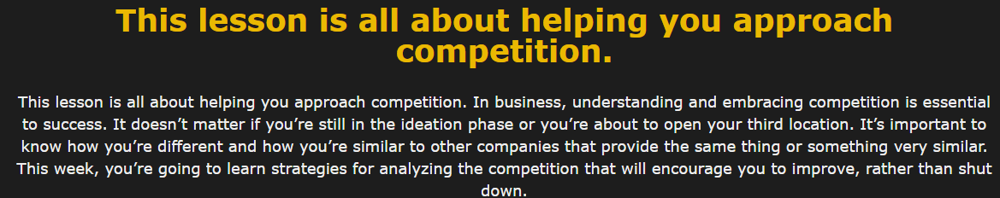 This lesson is all about helping you approach
competition.
This lesson is all about helping you approach competition. In business, understanding and embracing competition is essential
to success. It doesn’t matter if you’re still in the ideation phase or you’re about to open your third location. It’s important to
know how you’re different and how you’re similar to other companies that provide the same thing or something very similar.
This week, you’re going to learn strategies for analyzing the competition that will encourage you to improve, rather than shut
down.